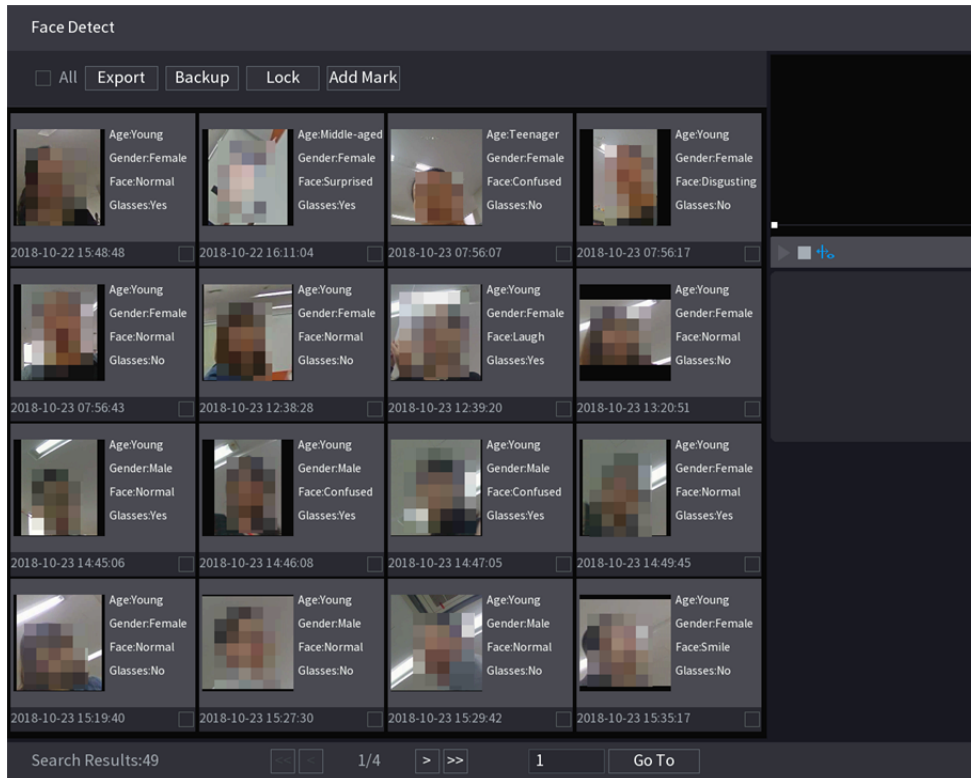 Face Detect
All Export Backup Lock Add Mark
Age:Young
Gender:Female
Face:Normal
Glasses:Yes
2018-10-22 15:48:48
Age:Middle-aged
Gender:Female
Face:Surprised
Glasses:Yes
2018-10-22 16:11:04
Age:Teenager
Gender:Female
Face:Confused
Glasses:No
2018-10-23 07:56:07
Age:Young
Gender:Female
Face:Disgusting
Glasses:No
2018-10-23 07:56:17
Age:Young
Gender:Female
Face:Normal
Glasses:No
2018-10-23 07:56:43
Age:Young
Gender:Female
Face:Normal
Glasses:No
2018-10-23 12:38:28
Age:Young
Gender:Female
Face:Laugh
Glasses:Yes
2018-10-23 12:39:20
Age:Young
Gender:Female
Face:Normal
Glasses:No
2018-10-23 13:20:51
Age:Young
Gender:Male
Face:Normal
Glasses:Yes
2018-10-23 14:45:06
Age:Young
Gender:Male
Face:Confused
Glasses:Yes
2018-10-23 14:46:08
Age:Young
Gender:Male
Face:Confused
Glasses:Yes
2018-10-23 14:47:05
Age:Young
Gender:Female
Face:Normal
Glasses:Yes
2018-10-23 14:49:45
Age:Young
Gender:Female
Face:Normal
Glasses:No
2018-10-23 15:19:40
Age:Young
Gender:Male
Face:Normal
Glasses:No
2018-10-23 15:27:30
Age:Young
Gender:Male
Face:Normal
Glasses:No
2018-10-23 15:29:42
Age:Young
Gender:Female
Face:Smile
Glasses:No
2018-10-23 15:35:17
Search Results:49 << < 1/4 > >> 1 Go To